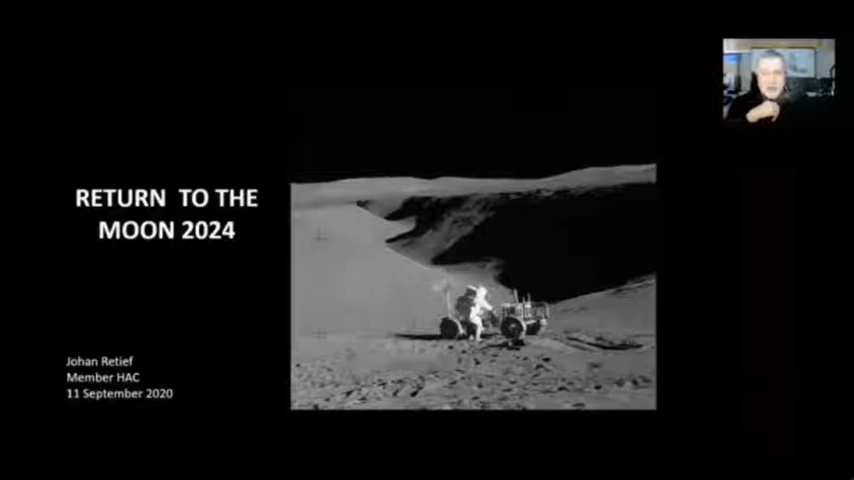 RETURN TO THE
MOON 2024
Johan Retief
Member HAC
11 September 2020